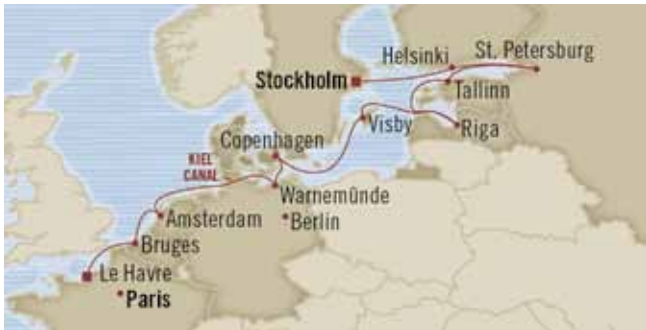 Helsinki
St. Petersburg
Stockholm
Tallinn
Copenhagen
Visby
Riga
KIEL
CANAL
Warnemünde
Amsterdam
Berlin
Bruges
Le Havre
Paris